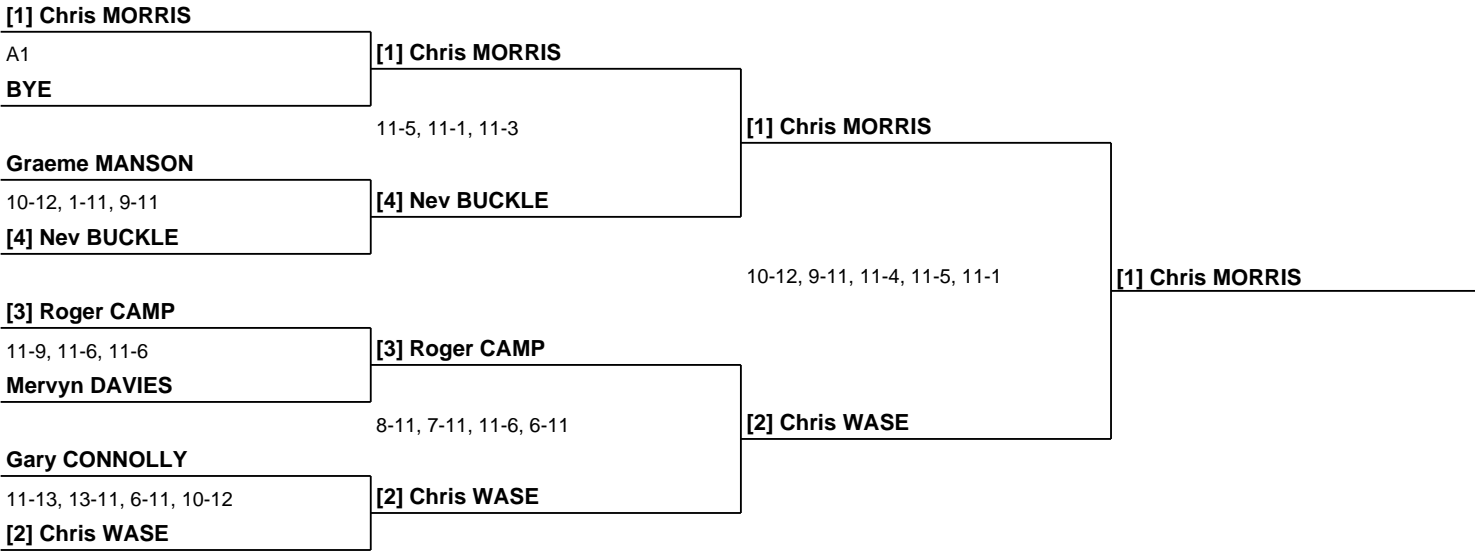 [1] Chris MORRIS
A1
BYE
[1] Chris MORRIS
11-5, 11-1, 11-3
[1] Chris MORRIS
Graeme MANSON
10-12, 1-11, 9-11
[4] Nev BUCKLE
[4] Nev BUCKLE
10-12, 9-11, 11-4, 11-5, 11-1
[1] Chris MORRIS
[3] Roger CAMP
11-9, 11-6, 11-6
Mervyn DAVIES
[3] Roger CAMP
8-11, 7-11, 11-6, 6-11
[2] Chris WASE
Gary CONNOLLY
11-13, 13-11, 6-11, 10-12
[2] Chris WASE
[2] Chris WASE